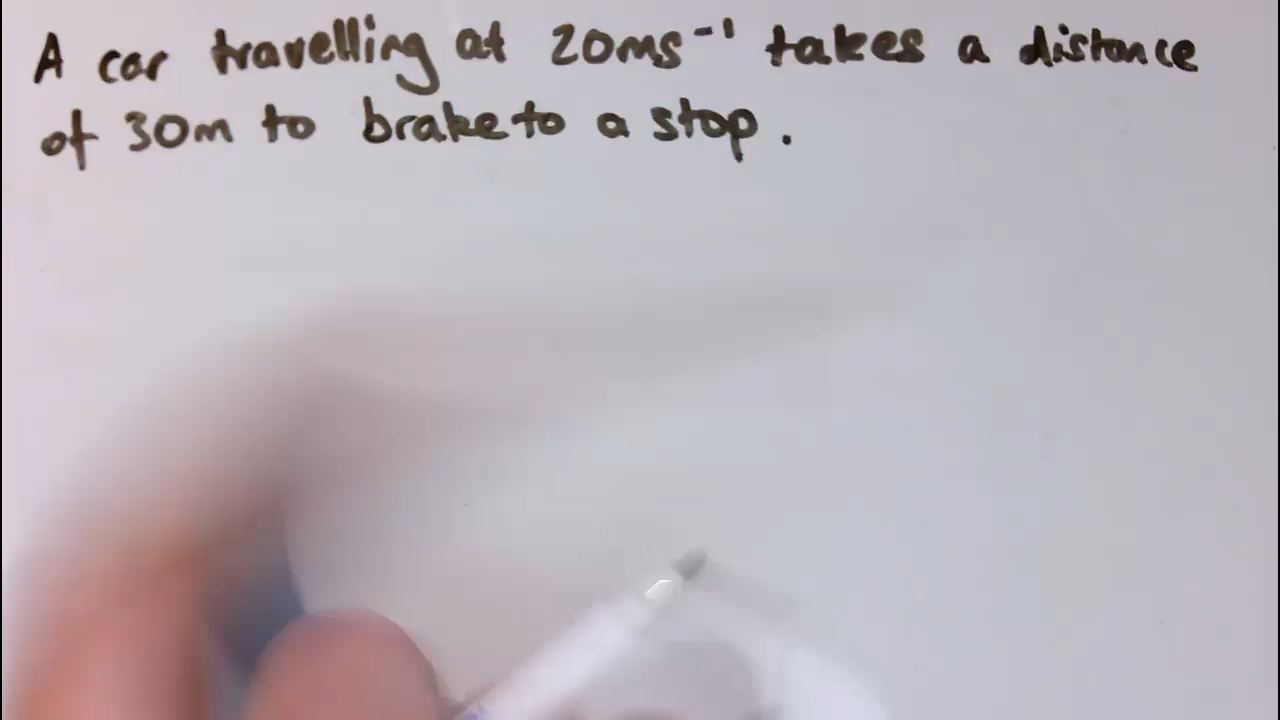 A car travelling at 20ms⁻¹ takes a distance
of 30m to brake to a stop.